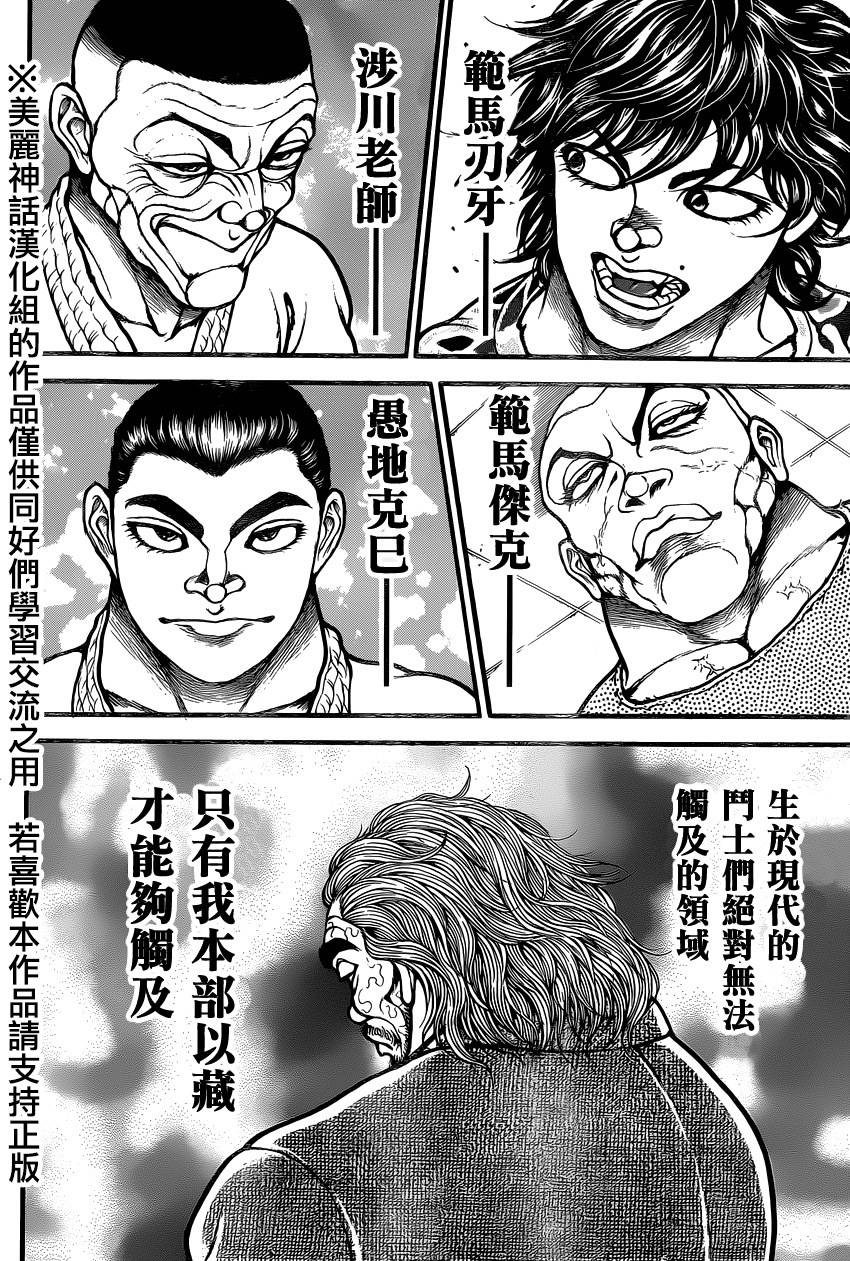 範馬刃牙——
涉川老師——
範馬傑克——
愚地克巳——
生於現代的
鬥士們絕對無法
觸及的領域
只有我本部以藏
才能夠觸及
※美麗神話漢化組的作品僅供同好們學習交流之用—若喜歡本作品請支持正版—